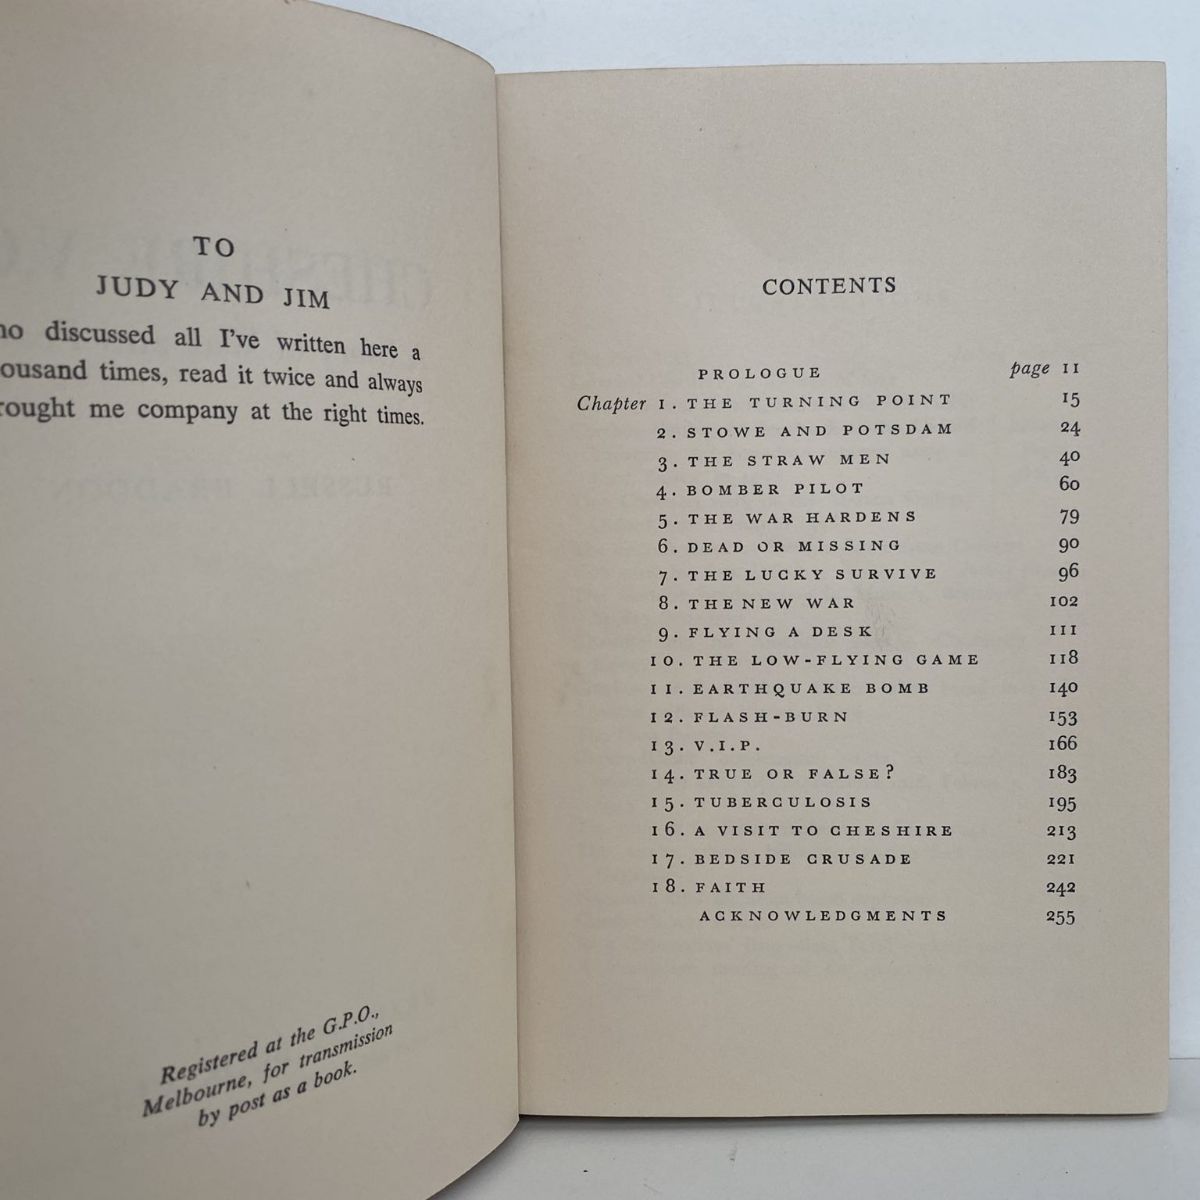 TO
JUDY AND JIM
discussed all I've written here a
times, read it twice and always
me company at the right times.
Registered at the G.P.O.,
Melbourne, for transmission
by post as a book.
CONTENTS
PROLOGUE page 11
Chapter 1. THE TURNING POINT 15
2. STOWE AND POTSDAM 24
3. THE STRAW MEN 40
4. BOMBER PILOT 60
5. THE WAR HARDENS 79
6. DEAD OR MISSING 90
7. THE LUCKY SURVIVE 96
8. THE NEW WAR 102
9. FLYING A DESK 111
10. THE LOW-FLYING GAME 118
11. EARTHQUAKE BOMB 140
12. FLASH-BURN 153
13. V.I.P. 166
14. TRUE OR FALSE? 183
15. TUBERCULOSIS 195
16. A VISIT TO CHESHIRE 213
17. BEDSIDE CRUSADE 221
18. FAITH 242
ACKNOWLEDGMENTS 255